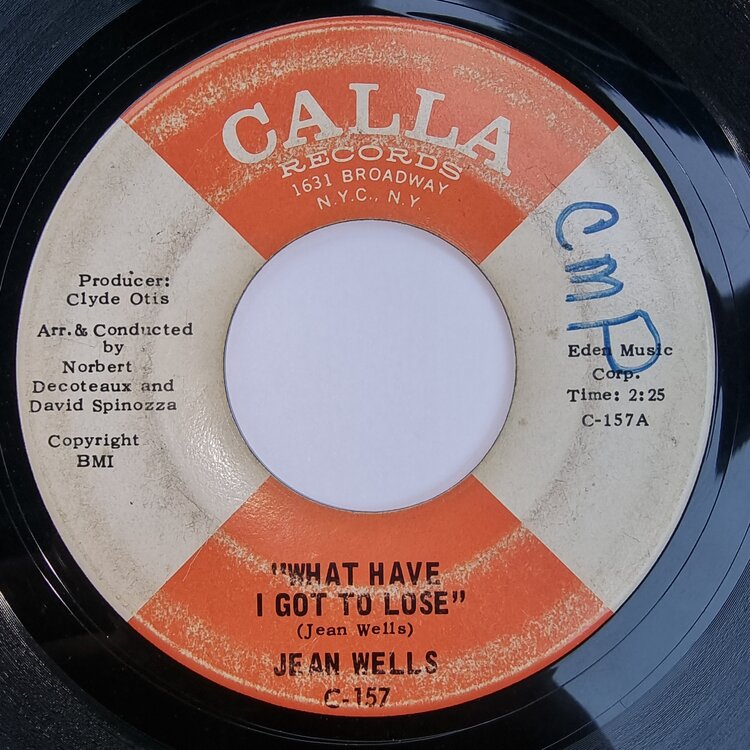 CALLA
RECORDS
1631 BROADWAY
N.Y.C., N.Y
CMP
Producer:
Clyde Otis
Arr.& Conducted
by
Norbert
Decoteaux and
David Spinozza
Copyright
BMI
Eden Music
Corp.
Time: 2:25
C-157A
"WHAT HAVE
I GOT TO LOSE"
(Jean Wells)
JEAN WELLS
C-157